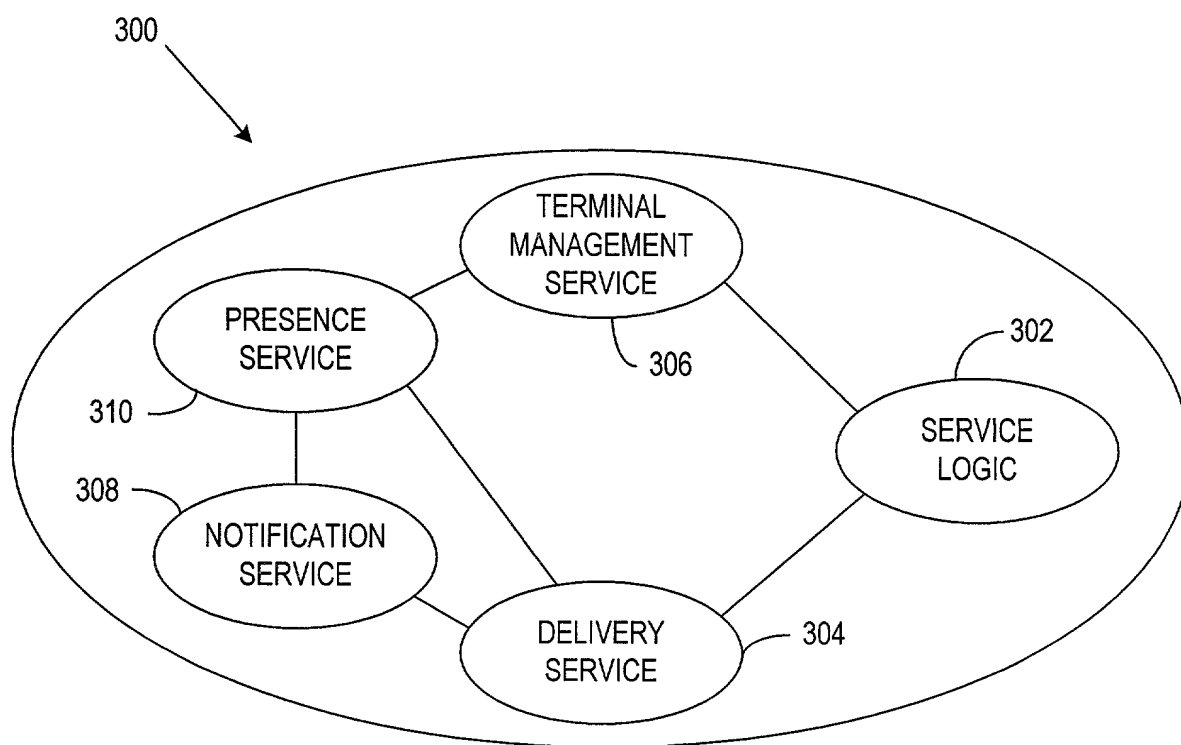 300
TERMINAL
MANAGEMENT
SERVICE
306
PRESENCE
SERVICE
310
302
SERVICE
LOGIC
308
NOTIFICATION
SERVICE
DELIVERY
SERVICE
304